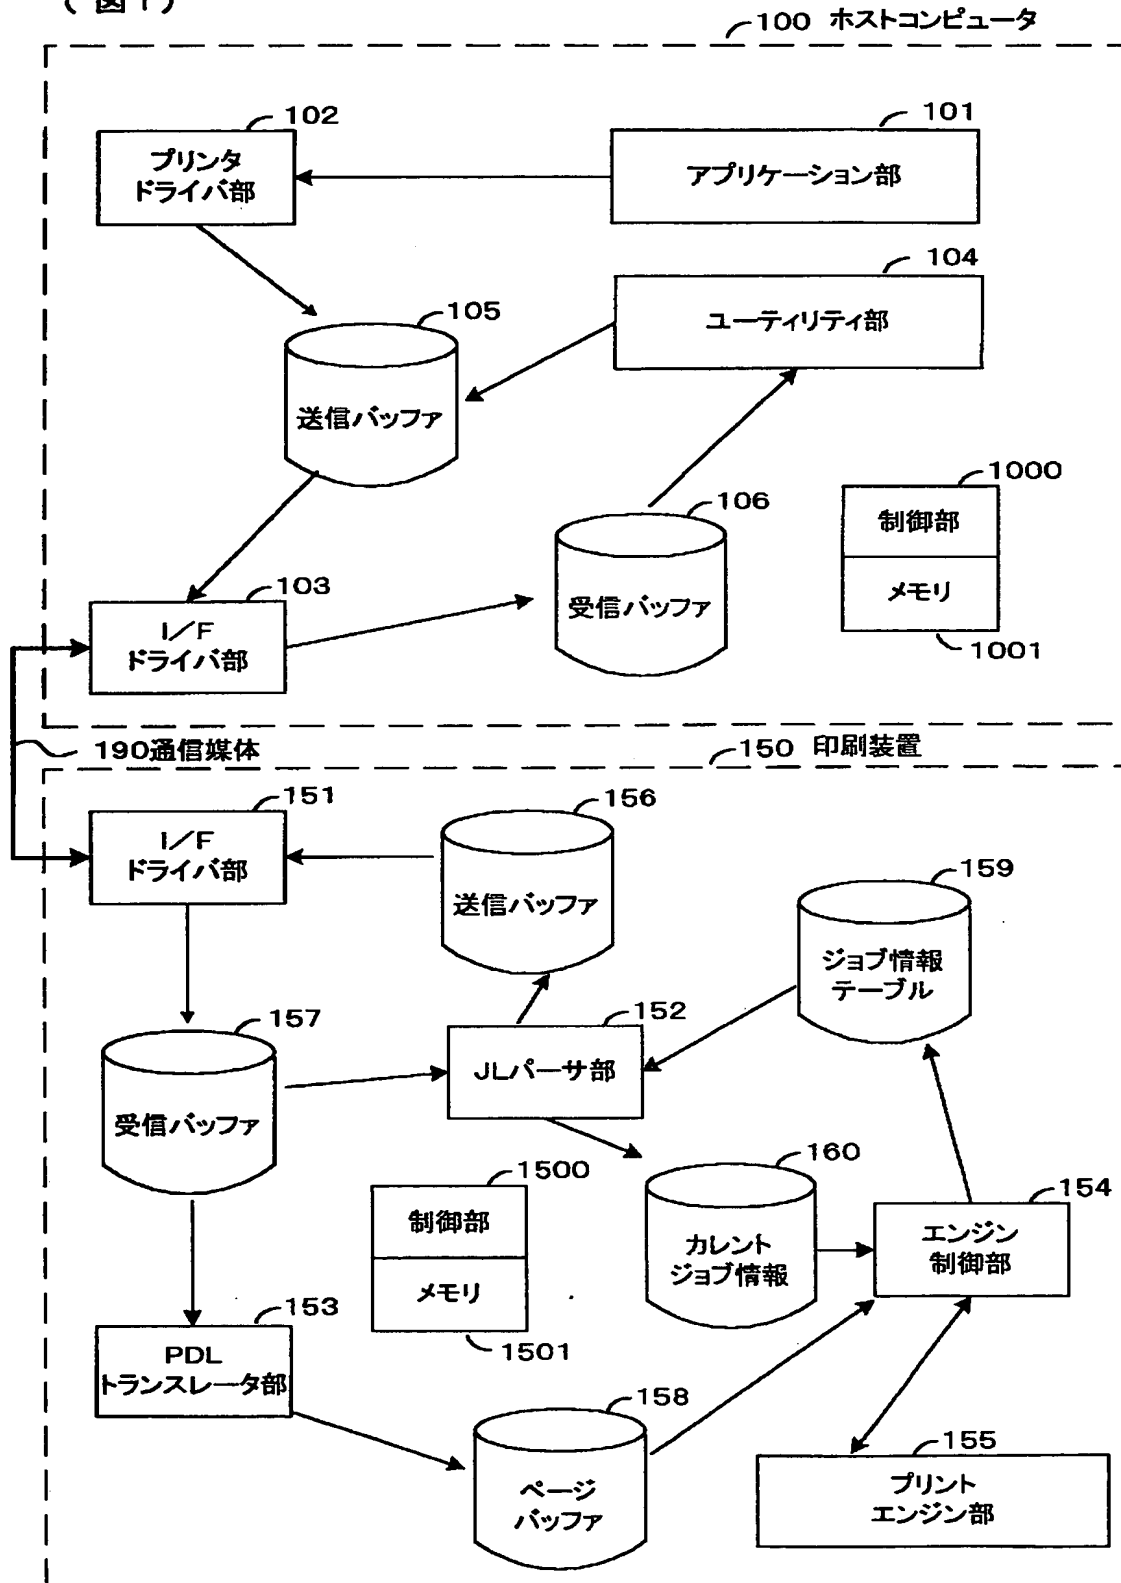 ( 図1)
100 ホストコンピュータ
102
プリンタ
ドライバ部
101
アプリケーション部
104
ユーティリティ部
105
送信バッファ
106
受信バッファ
1000
制御部
メモリ
1001
103
I／F
ドライバ部
190通信媒体
150 印刷装置
151
I／F
ドライバ部
156
送信バッファ
159
ジョブ情報
テーブル
157
受信バッファ
152
JLパーサ部
1500
制御部
メモリ
1501
160
カレント
ジョブ情報
154
エンジン
制御部
153
PDL
トランスレータ部
158
ページ
バッファ
155
プリント
エンジン部